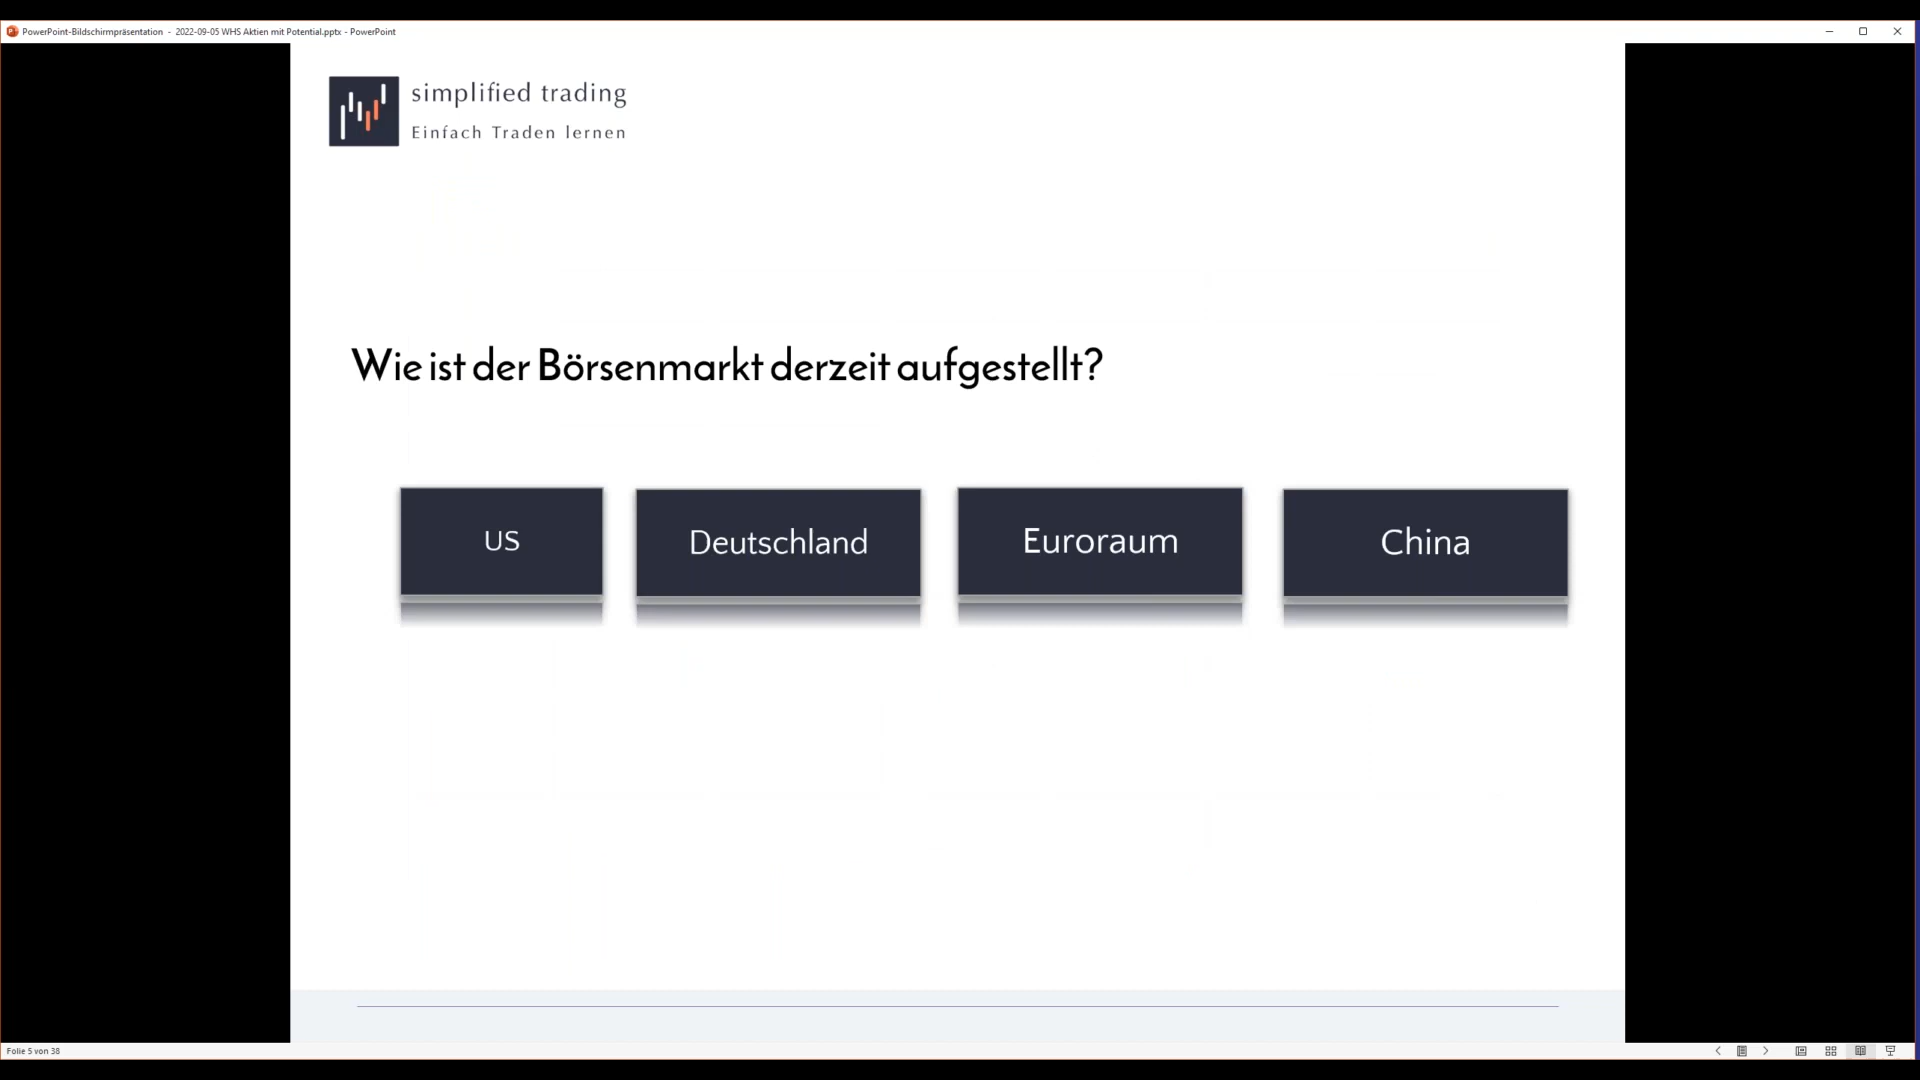 PowerPoint-Bildschirmpräsentation - 2022-09-05 WHS Aktien mit Potential.pptx - PowerPoint
simplified trading
Einfach Traden lernen
Wie ist der Börsenmarkt derzeit aufgestellt?
US
Deutschland
Euroraum
China
Folie 5 von 38